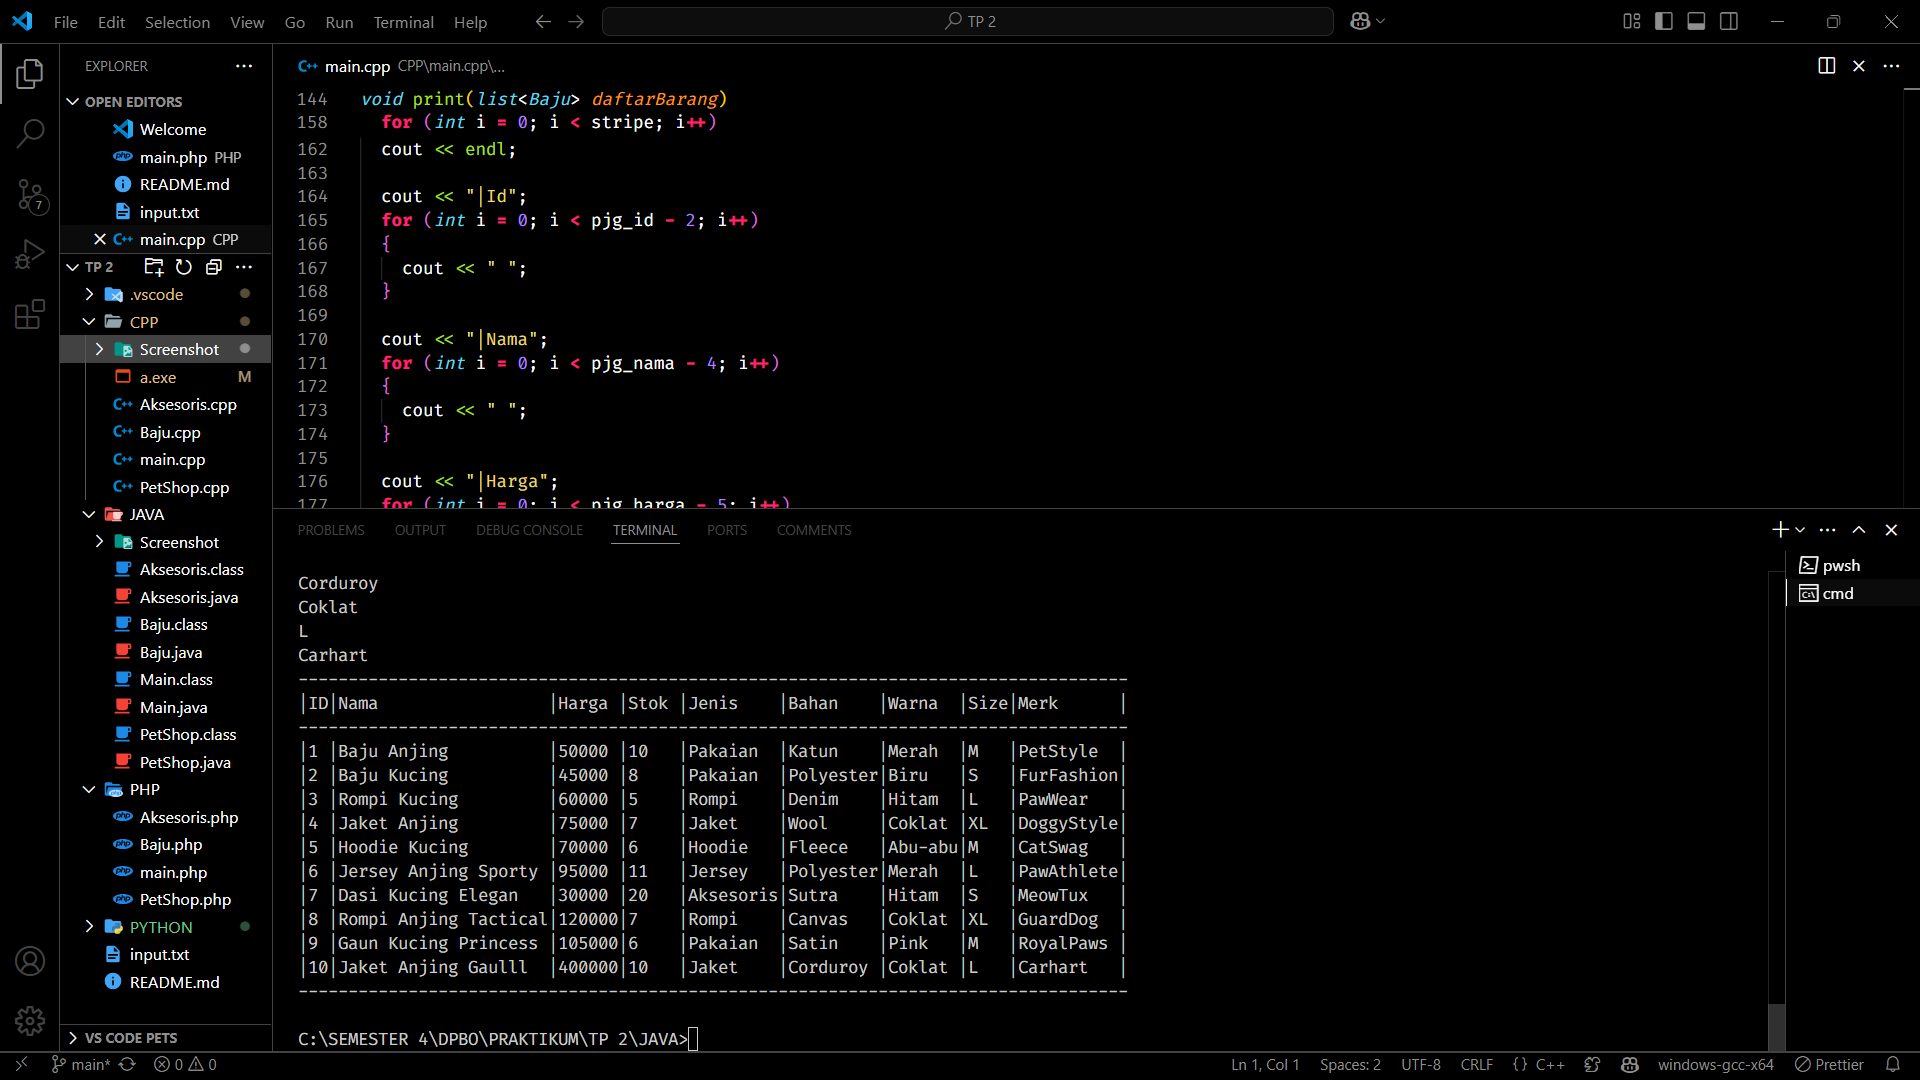 File Edit Selection View Go Run Terminal Help
TP 2
EXPLORER
OPEN EDITORS
Welcome
main.php PHP
README.md
input.txt
main.cpp CPP
TP 2
.vscode
CPP
Screenshot
a.exe M
Aksesoris.cpp
Baju.cpp
main.cpp
PetShop.cpp
JAVA
Screenshot
Aksesoris.class
Aksesoris.java
Baju.class
Baju.java
Main.class
Main.java
PetShop.class
PetShop.java
PHP
Aksesoris.php
Baju.php
main.php
PetShop.php
PYTHON
input.txt
README.md
VS CODE PETS
7
main.cpp CPP\main.cpp\...
144 void print(list<Baju> daftarBarang)
158 for (int i = 0; i < stripe; i++)
162 cout << endl;
163
164 cout << "|Id";
165 for (int i = 0; i < pjg_id - 2; i++)
166 {
167 cout << " ";
168 }
169
170 cout << "|Nama";
171 for (int i = 0; i < pjg_nama - 4; i++)
172 {
173 cout << " ";
174 }
175
176 cout << "|Harga";
177 for (int i = 0; i < pjg_harga - 5; i++)
PROBLEMS OUTPUT DEBUG CONSOLE TERMINAL PORTS COMMENTS
pwsh
cmd
Corduroy
Coklat
L
Carhart
-----------------------------------------------------------------------------------
|ID|Nama                 |Harga |Stok |Jenis    |Bahan    |Warna  |Size|Merk      |
-----------------------------------------------------------------------------------
|1 |Baju Anjing          |50000 |10   |Pakaian  |Katun    |Merah  |M   |PetStyle  |
|2 |Baju Kucing          |45000 |8    |Pakaian  |Polyester|Biru   |S   |FurFashion|
|3 |Rompi Kucing         |60000 |5    |Rompi    |Denim    |Hitam  |L   |PawWear   |
|4 |Jaket Anjing         |75000 |7    |Jaket    |Wool     |Coklat |XL  |DoggyStyle|
|5 |Hoodie Kucing        |70000 |6    |Hoodie   |Fleece   |Abu-abu|M   |CatSwag   |
|6 |Jersey Anjing Sporty |95000 |11   |Jersey   |Polyester|Merah  |L   |PawAthlete|
|7 |Dasi Kucing Elegan   |30000 |20   |Aksesoris|Sutra    |Hitam  |S   |MeowTux   |
|8 |Rompi Anjing Tactical|120000|7    |Rompi    |Canvas   |Coklat |XL  |GuardDog  |
|9 |Gaun Kucing Princess |105000|6    |Pakaian  |Satin    |Pink   |M   |RoyalPaws |
|10|Jaket Anjing Gaulll  |400000|10   |Jaket    |Corduroy |Coklat |L   |Carhart   |
-----------------------------------------------------------------------------------
C:\SEMESTER 4\DPBO\PRAKTIKUM\TP 2\JAVA>
main* 0 0 Ln 1, Col 1 Spaces: 2 UTF-8 CRLF {} C++ windows-gcc-x64 Prettier